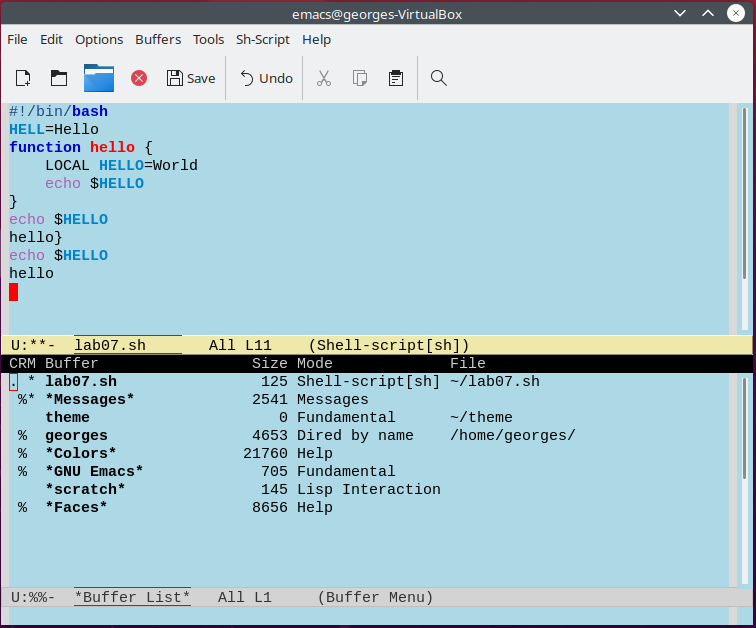 emacs@georges-VirtualBox
File Edit Options Buffers Tools Sh-Script Help
Save Undo
#!/bin/bash
HELL=Hello
function hello {
    LOCAL HELLO=World
    echo $HELLO
}
echo $HELLO
hello}
echo $HELLO
hello
U:**-  lab07.sh       All L11    (Shell-script[sh])
CRM Buffer                 Size Mode             File
. * lab07.sh                125 Shell-script[sh] ~/lab07.sh
 %* *Messages*             2541 Messages
    theme                     0 Fundamental      ~/theme
 %  georges                4653 Dired by name    /home/georges/
 %  *Colors*              21760 Help
 %  *GNU Emacs*             705 Fundamental
    *scratch*               145 Lisp Interaction
 %  *Faces*                8656 Help
U:%%-  *Buffer List*   All L1     (Buffer Menu)